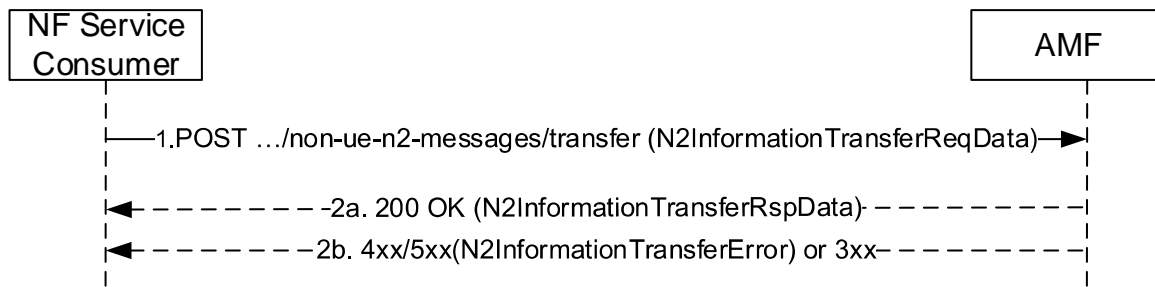 NF Service
Consumer
AMF
1.POST …/non-ue-n2-messages/transfer (N2InformationTransferReqData)
2a. 200 OK (N2InformationTransferRspData)
2b. 4xx/5xx(N2InformationTransferError) or 3xx